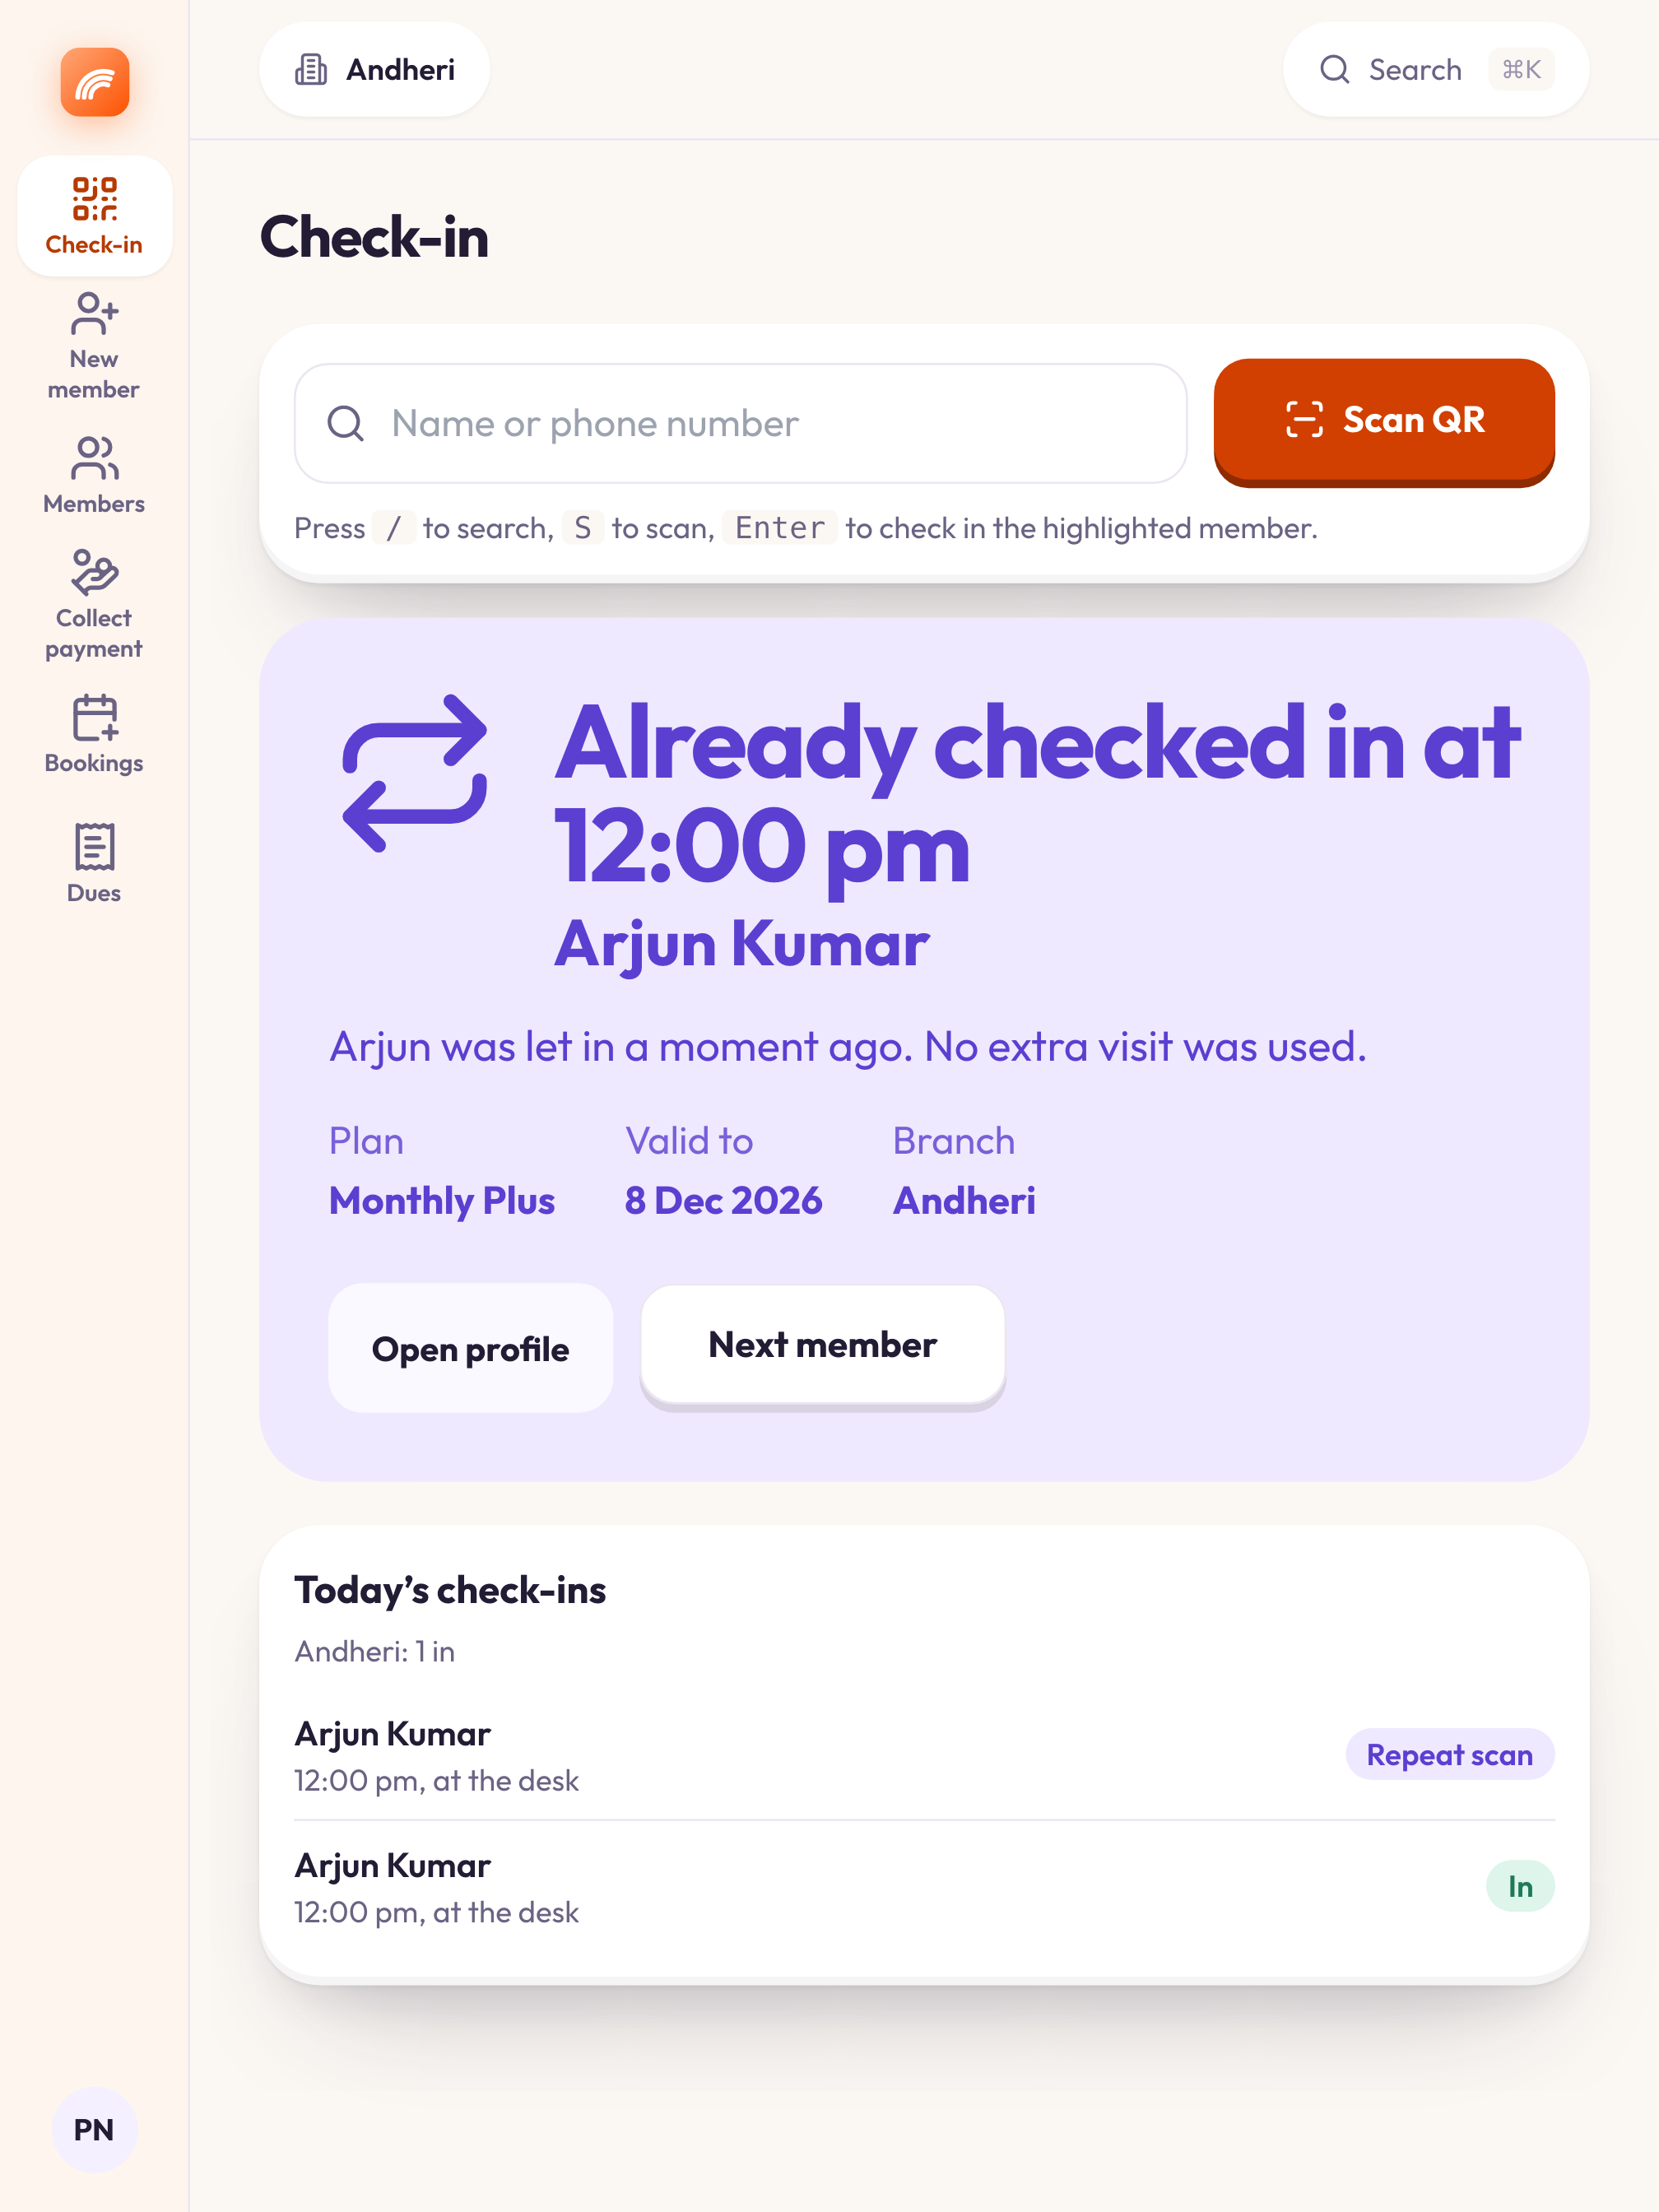 Andheri
Search ⌘K
Check-in
New
member
Members
Collect
payment
Bookings
Dues
PN
Check-in
Name or phone number
Scan QR
Press / to search, S to scan, Enter to check in the highlighted member.
Already checked in at
12:00 pm
Arjun Kumar
Arjun was let in a moment ago. No extra visit was used.
Plan Valid to Branch
Monthly Plus 8 Dec 2026 Andheri
Open profile Next member
Today’s check-ins
Andheri: 1 in
Arjun Kumar
12:00 pm, at the desk
Repeat scan
Arjun Kumar
12:00 pm, at the desk
In